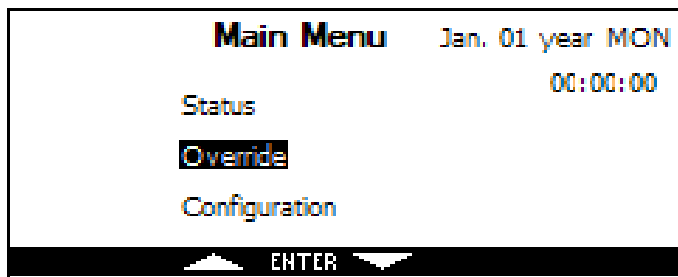 Main Menu Jan. 01 year MON
00:00:00
Status
Override
Configuration
ENTER